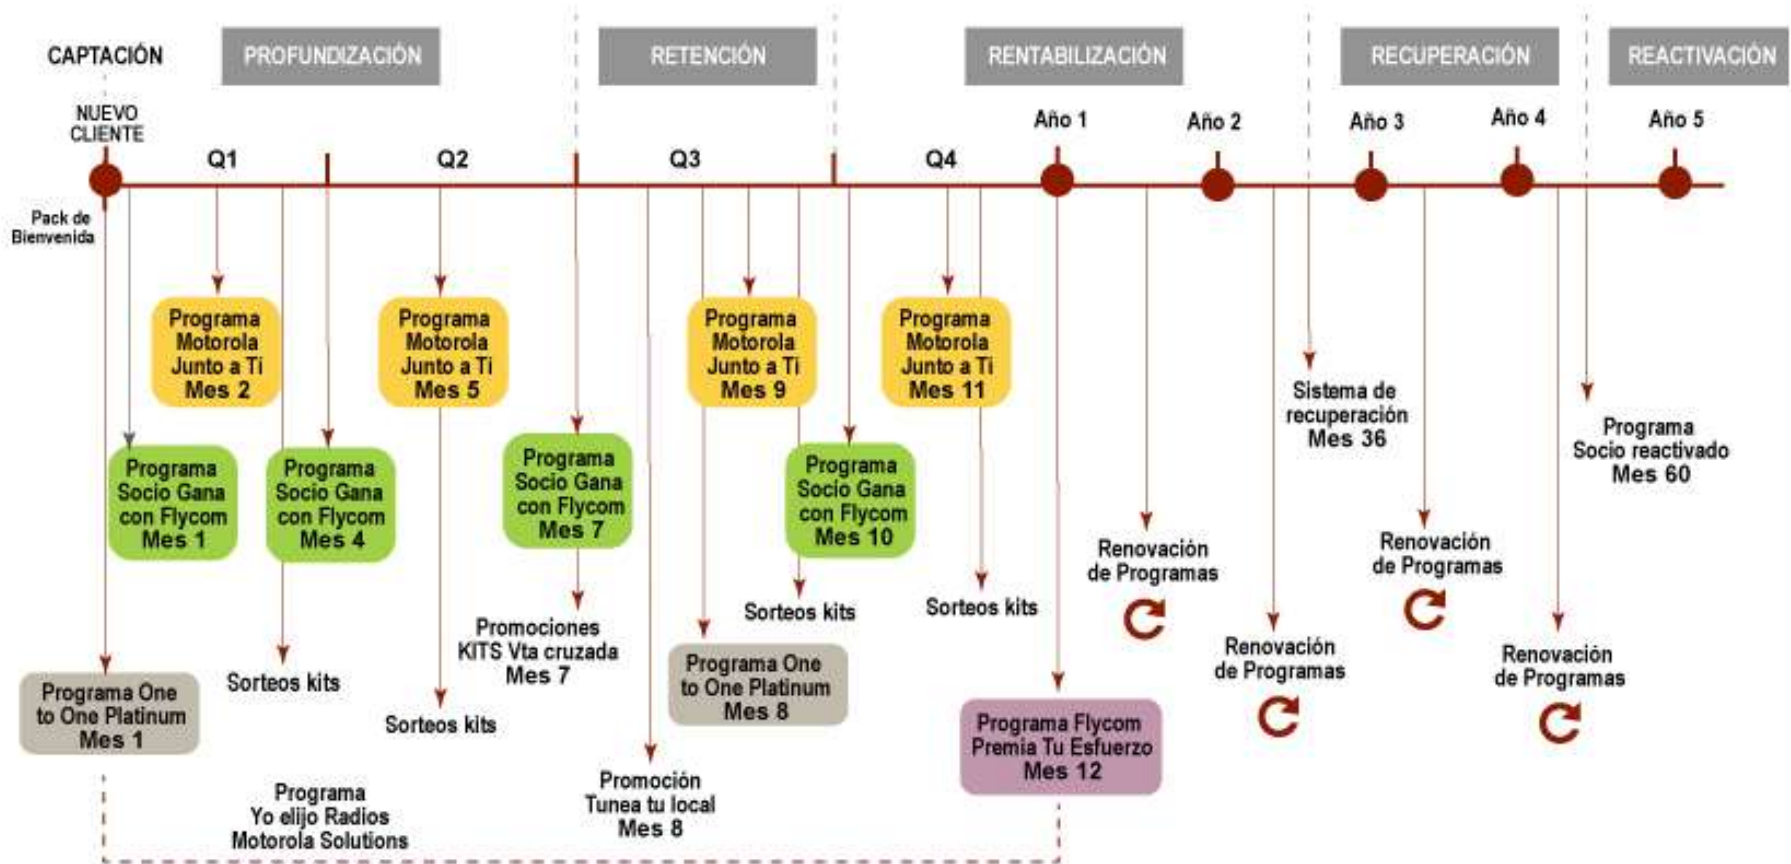 CAPTACIÓN
PROFUNDIZACIÓN
RETENCIÓN
RENTABILIZACIÓN
RECUPERACIÓN
REACTIVACIÓN
NUEVO
CLIENTE
Q1
Q2
Q3
Q4
Año 1
Año 2
Año 3
Año 4
Año 5
Pack de
Bienvenida
Programa
Motorola
Junto a Ti
Mes 2
Programa
Motorola
Junto a Ti
Mes 5
Programa
Motorola
Junto a Ti
Mes 9
Programa
Motorola
Junto a Ti
Mes 11
Sistema de
recuperación
Mes 36
Programa
Socio reactivado
Mes 60
Programa
Socio Gana
con Flycom
Mes 1
Programa
Socio Gana
con Flycom
Mes 4
Programa
Socio Gana
con Flycom
Mes 7
Programa
Socio Gana
con Flycom
Mes 10
Renovación
de Programas
Renovación
de Programas
Renovación
de Programas
Renovación
de Programas
Sorteos kits
Sorteos kits
Promociones
KITS Vta cruzada
Mes 7
Sorteos kits
Sorteos kits
Programa One
to One Platinum
Mes 1
Programa One
to One Platinum
Mes 8
Programa Flycom
Premia Tu Esfuerzo
Mes 12
Programa
Yo elijo Radios
Motorola Solutions
Promoción
Tunea tu local
Mes 8